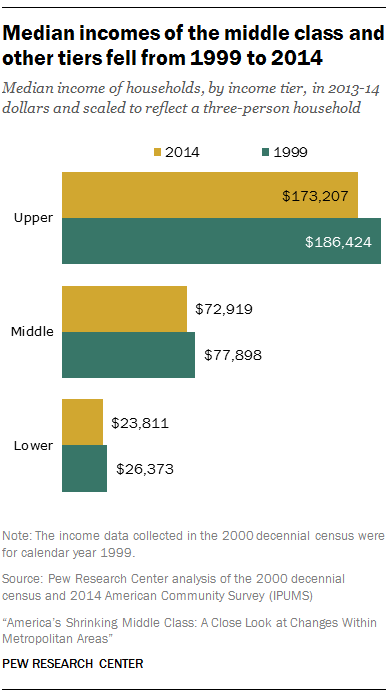 Median incomes of the middle class and
other tiers fell from 1999 to 2014
Median income of households, by income tier, in 2013-14
dollars and scaled to reflect a three-person household
2014 1999
Upper
$173,207
$186,424
Middle
$72,919
$77,898
Lower
$23,811
$26,373
Note: The income data collected in the 2000 decennial census were
for calendar year 1999.
Source: Pew Research Center analysis of the 2000 decennial
census and 2014 American Community Survey (IPUMS)
“America’s Shrinking Middle Class: A Close Look at Changes Within
Metropolitan Areas”
PEW RESEARCH CENTER